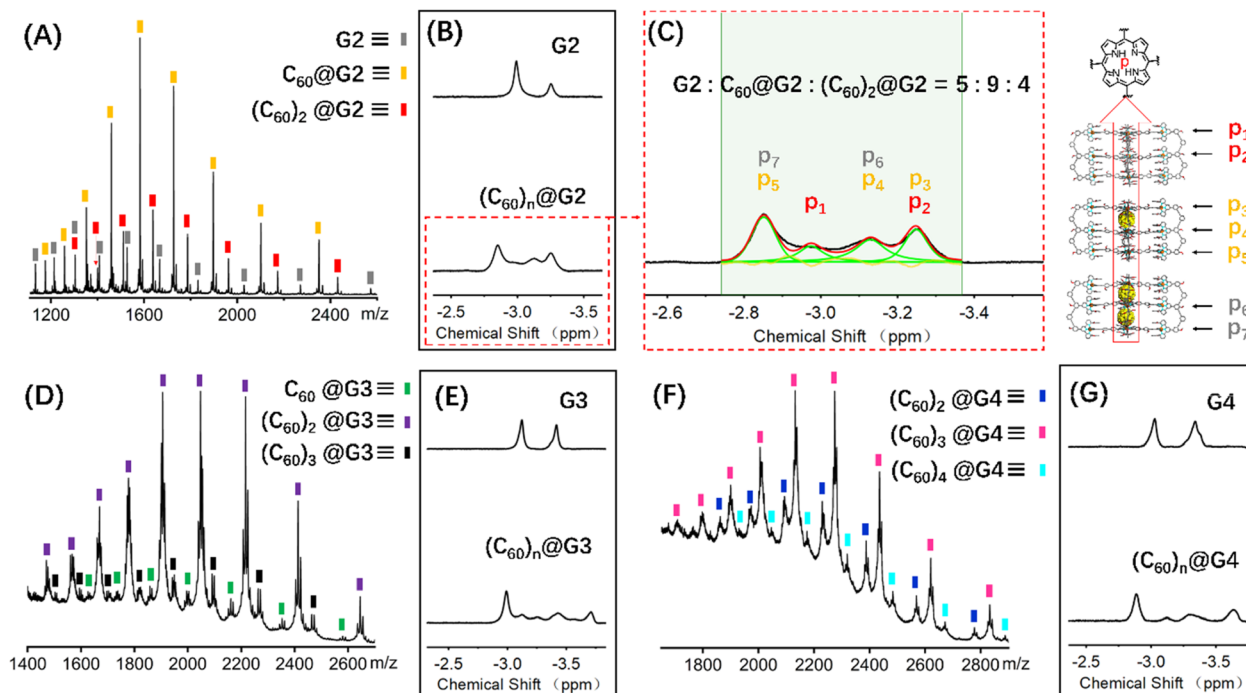 (A)
G2 ≡
C60@G2 ≡
(C60)2 @G2 ≡
1200 1600 2000 2400 m/z
(B)
G2
(C60)n@G2
-2.5 -3.0 -3.5
Chemical Shift (ppm)
(C)
G2 : C60@G2 : (C60)2@G2 = 5 : 9 : 4
p7 p6
p5 p4 p3
p1 p2
-2.6 -2.8 -3.0 -3.2 -3.4
Chemical Shift (ppm)
N NH
p
HN N
p1
p2
p3
p4
p5
p6
p7
(D)
C60 @G3≡
(C60)2 @G3≡
(C60)3 @G3≡
1400 1600 1800 2000 2200 2400 2600 m/z
(E)
G3
(C60)n@G3
-2.5 -3.0 -3.5
Chemical Shift (ppm)
(F)
(C60)2 @G4≡
(C60)3 @G4≡
(C60)4 @G4≡
1800 2000 2200 2400 2600 2800 m/z
(G)
G4
(C60)n@G4
-2.5 -3.0 -3.5
Chemical Shift (ppm)